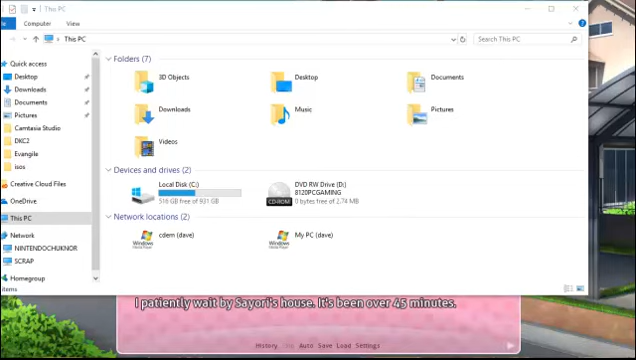 This PC
Computer
View
This PC
Search This PC
Quick access
Desktop
Downloads
Documents
Pictures
Camtasia Studio
DKC2
Evangile
isos
Creative Cloud Files
OneDrive
This PC
Network
NINTENDOCHUKNOR
SCRAP
Homegroup
items
Folders (7)
3D Objects
Desktop
Documents
Downloads
Music
Pictures
Videos
Devices and drives (2)
Local Disk (C:)
516 GB free of 931 GB
DVD RW Drive (D:)
8120PCGAMING
0 bytes free of 2.74 MB
CD-ROM
Network locations (2)
cdem (dave)
My PC (dave)
I patiently wait by Sayori's house. It's been over 45 minutes.
History Auto Save Load Settings